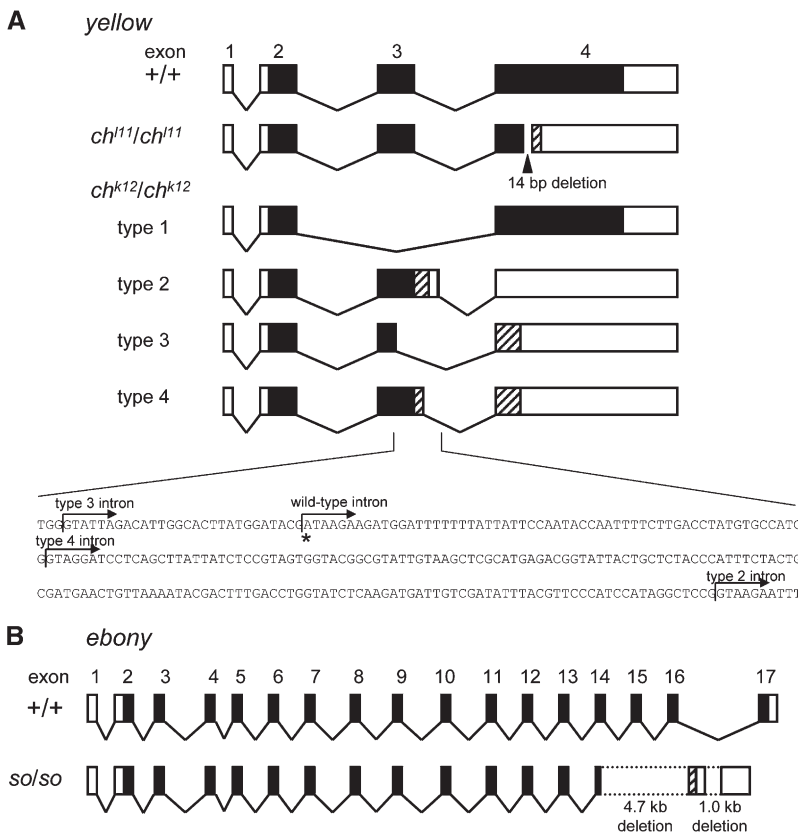 A yellow
exon 1 2 3 4
+/+
ch^l11/ch^l11
14 bp deletion
ch^k12/ch^k12
type 1
type 2
type 3
type 4
type 3 intron wild-type intron
TGGGTATTAGACATTGGCACTTATGGATACGATAAGAAGATGGATTTTTTTATTATTCCAATACCAATTTTCTTGACCTATGTGCCATC
*
type 4 intron
GGTAGGATCCTCAGCTTATTATCTCCGTAGTGGTACGGCGTATTGTAAGCTCGCATGAGACGGTATTACTGCTCTACCCATTTCTACTC
type 2 intron
CGATGAACTGTTAAAATACGACTTTGACCTGGTATCTCAAGATGATTGTCGATATTTACGTTCCCATCCATAGGCTCCGGTAAGAATTT
B ebony
exon 1 2 3 4 5 6 7 8 9 10 11 12 13 14 15 16 17
+/+
so/so
4.7 kb deletion
1.0 kb deletion